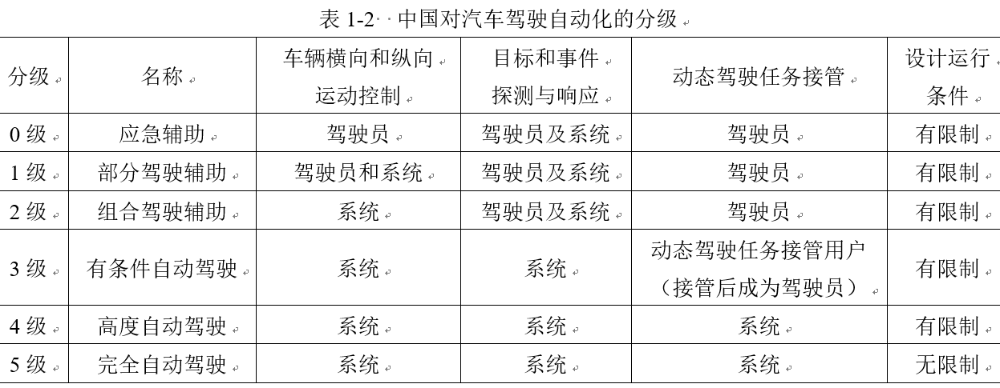 表 1-2 中国对汽车驾驶自动化的分级
分级 名称 车辆横向和纵向运动控制 目标和事件探测与响应 动态驾驶任务接管 设计运行条件
0 级 应急辅助 驾驶员 驾驶员及系统 驾驶员 有限制
1 级 部分驾驶辅助 驾驶员和系统 驾驶员及系统 驾驶员 有限制
2 级 组合驾驶辅助 系统 驾驶员及系统 驾驶员 有限制
3 级 有条件自动驾驶 系统 系统 动态驾驶任务接管用户（接管后成为驾驶员） 有限制
4 级 高度自动驾驶 系统 系统 系统 有限制
5 级 完全自动驾驶 系统 系统 系统 无限制